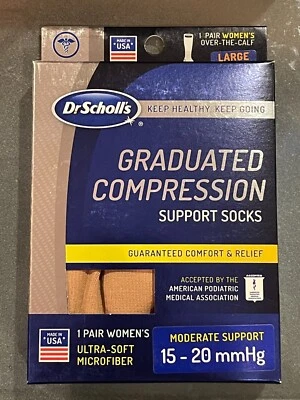 MADE IN
"USA"
1 PAIR WOMEN'S
OVER-THE-CALF
LARGE
Dr.Scholl's®
KEEP HEALTHY, KEEP GOING
GRADUATED
COMPRESSION
SUPPORT SOCKS
GUARANTEED COMFORT & RELIEF
ACCEPTED BY THE
AMERICAN PODIATRIC
MEDICAL ASSOCIATION
MADE IN
"USA"
1 PAIR WOMEN'S
ULTRA-SOFT
MICROFIBER
MODERATE SUPPORT
15 - 20 mmHg